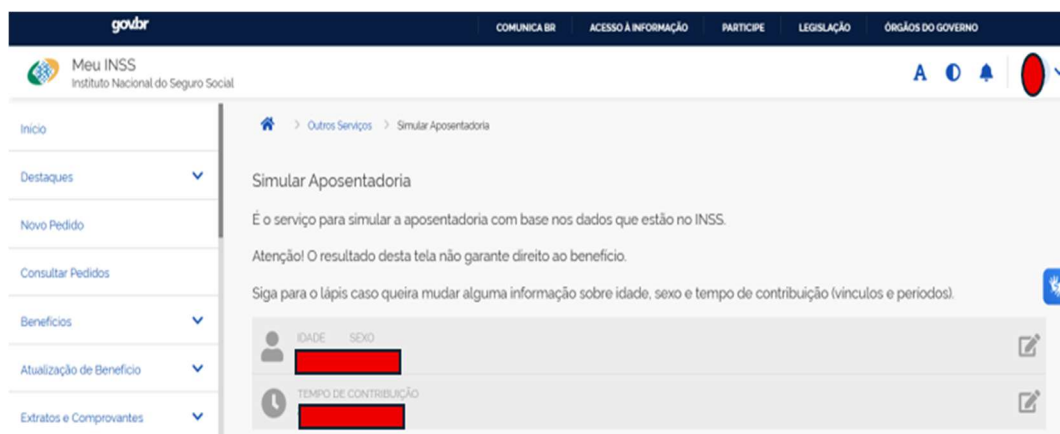 gov.br
COMUNICA BR ACESSO À INFORMAÇÃO PARTICIPE LEGISLAÇÃO ÓRGÃOS DO GOVERNO
Meu INSS
Instituto Nacional do Seguro Social
A
Início
Destaques
Novo Pedido
Consultar Pedidos
Benefícios
Atualização de Benefício
Extratos e Comprovantes
> Outros Serviços > Simular Aposentadoria
Simular Aposentadoria
É o serviço para simular a aposentadoria com base nos dados que estão no INSS.
Atenção! O resultado desta tela não garante direito ao benefício.
Siga para o lápis caso queira mudar alguma informação sobre idade, sexo e tempo de contribuição (vínculos e períodos).
IDADE SEXO
TEMPO DE CONTRIBUIÇÃO